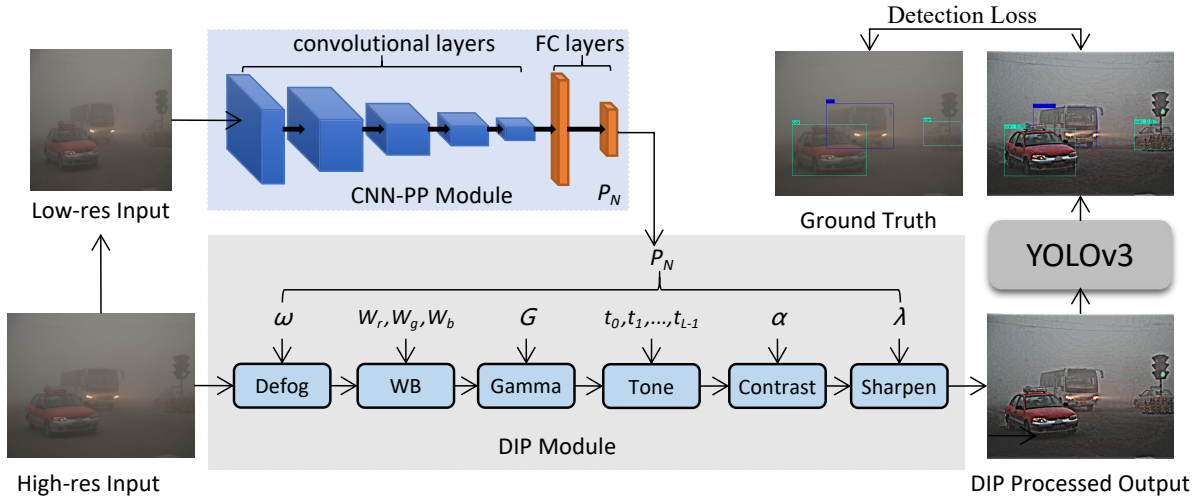 Detection Loss
convolutional layers
FC layers
CNN-PP Module
P_N
Low-res Input
Ground Truth
YOLOv3
P_N
ω
W_r,W_g,W_b
G
t_0,t_1,...,t_{L-1}
α
λ
Defog
WB
Gamma
Tone
Contrast
Sharpen
DIP Module
High-res Input
DIP Processed Output